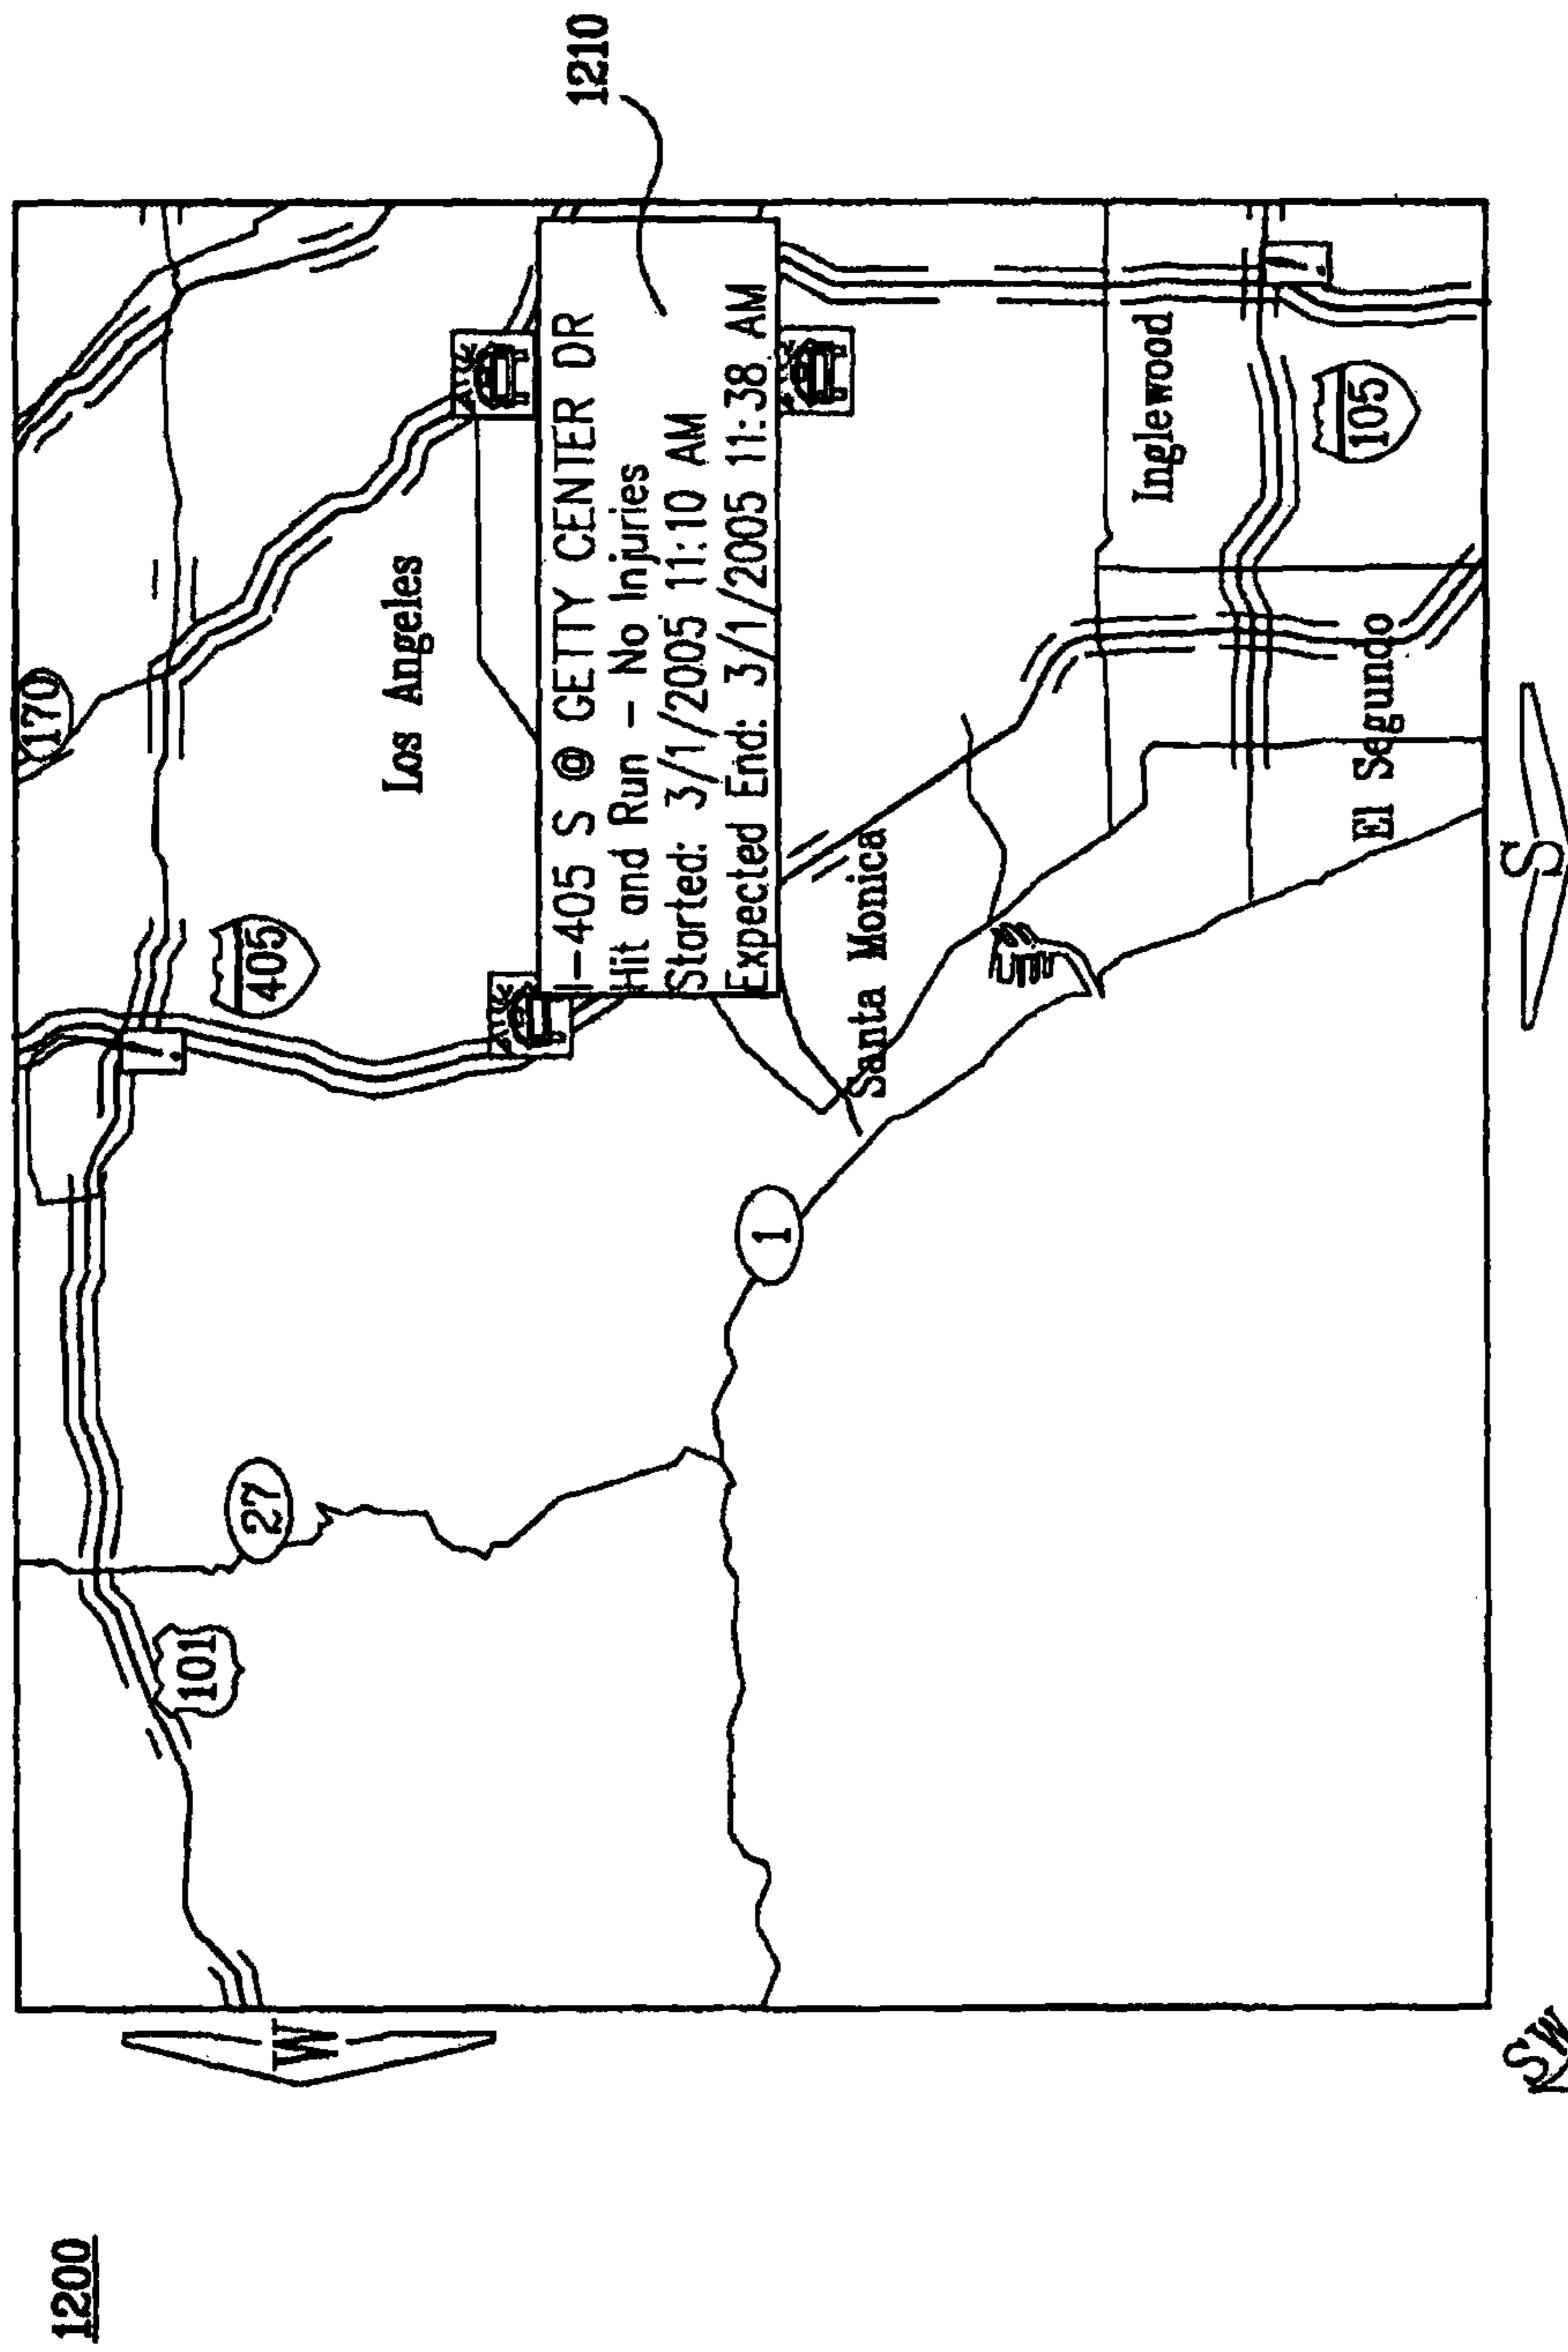 1200
170
101
405
27
Los Angeles
1210
I-405 S @ GETTY CENTER DR
Hit and Run - No Injuries
Started: 3/1/2005 11:10 AM
Expected End: 3/1/2005 11:38 AM
W
1
Santa Monica
Inglewood
105
El Segundo
SW
S